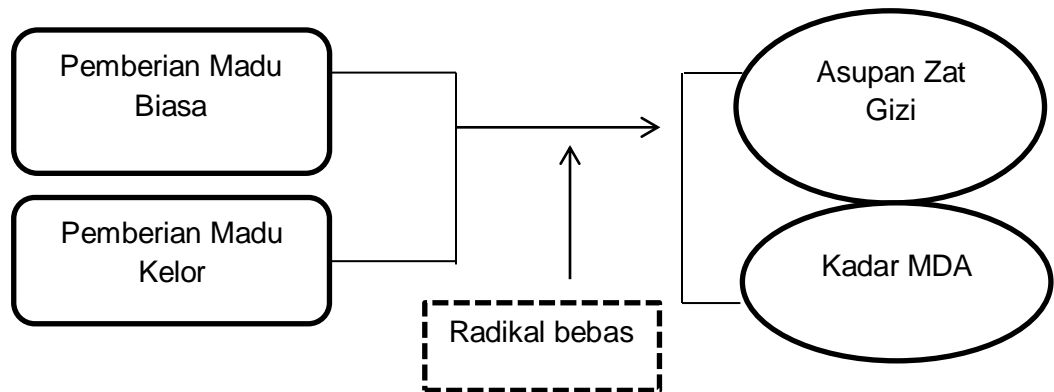 Pemberian Madu
Biasa
Pemberian Madu
Kelor
Radikal bebas
Asupan Zat
Gizi
Kadar MDA